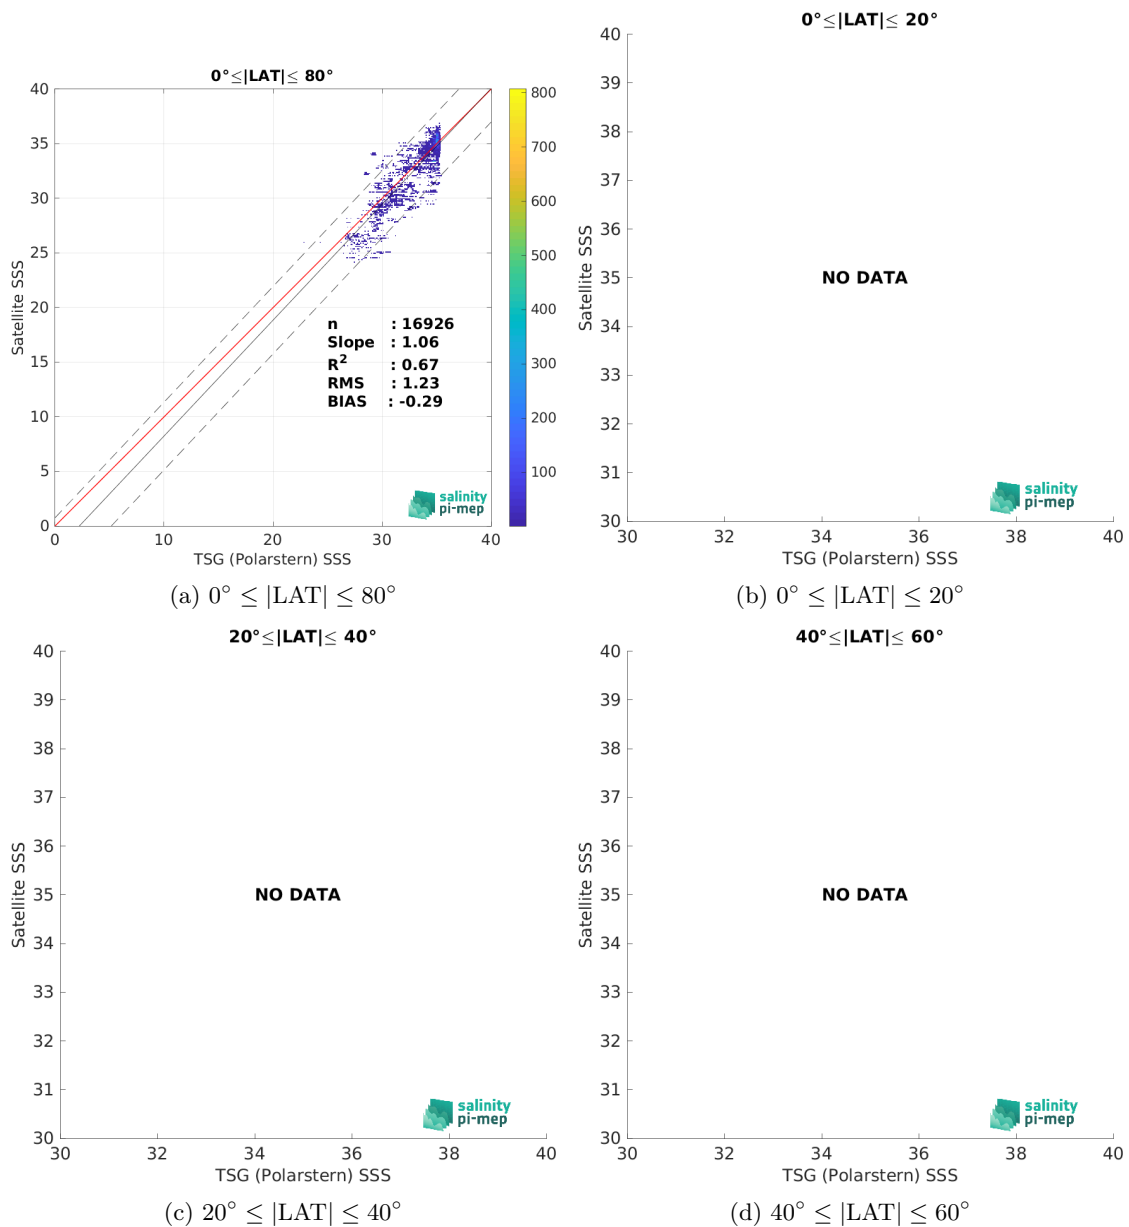 0°≤|LAT|≤ 80°
40
35
30
25
20
15
10
5
0
0
10
20
30
40
Satellite SSS
TSG (Polarstern) SSS
n : 16926
Slope : 1.06
R² : 0.67
RMS : 1.23
BIAS : -0.29
800
700
600
500
400
300
200
100
salinity
pi-mep
(a) 0° ≤ |LAT| ≤ 80°
0°≤|LAT|≤ 20°
40
39
38
37
36
35
34
33
32
31
30
30
32
34
36
38
40
Satellite SSS
TSG (Polarstern) SSS
NO DATA
salinity
pi-mep
(b) 0° ≤ |LAT| ≤ 20°
20°≤|LAT|≤ 40°
40
39
38
37
36
35
34
33
32
31
30
30
32
34
36
38
40
Satellite SSS
TSG (Polarstern) SSS
NO DATA
salinity
pi-mep
(c) 20° ≤ |LAT| ≤ 40°
40°≤|LAT|≤ 60°
40
39
38
37
36
35
34
33
32
31
30
30
32
34
36
38
40
Satellite SSS
TSG (Polarstern) SSS
NO DATA
salinity
pi-mep
(d) 40° ≤ |LAT| ≤ 60°